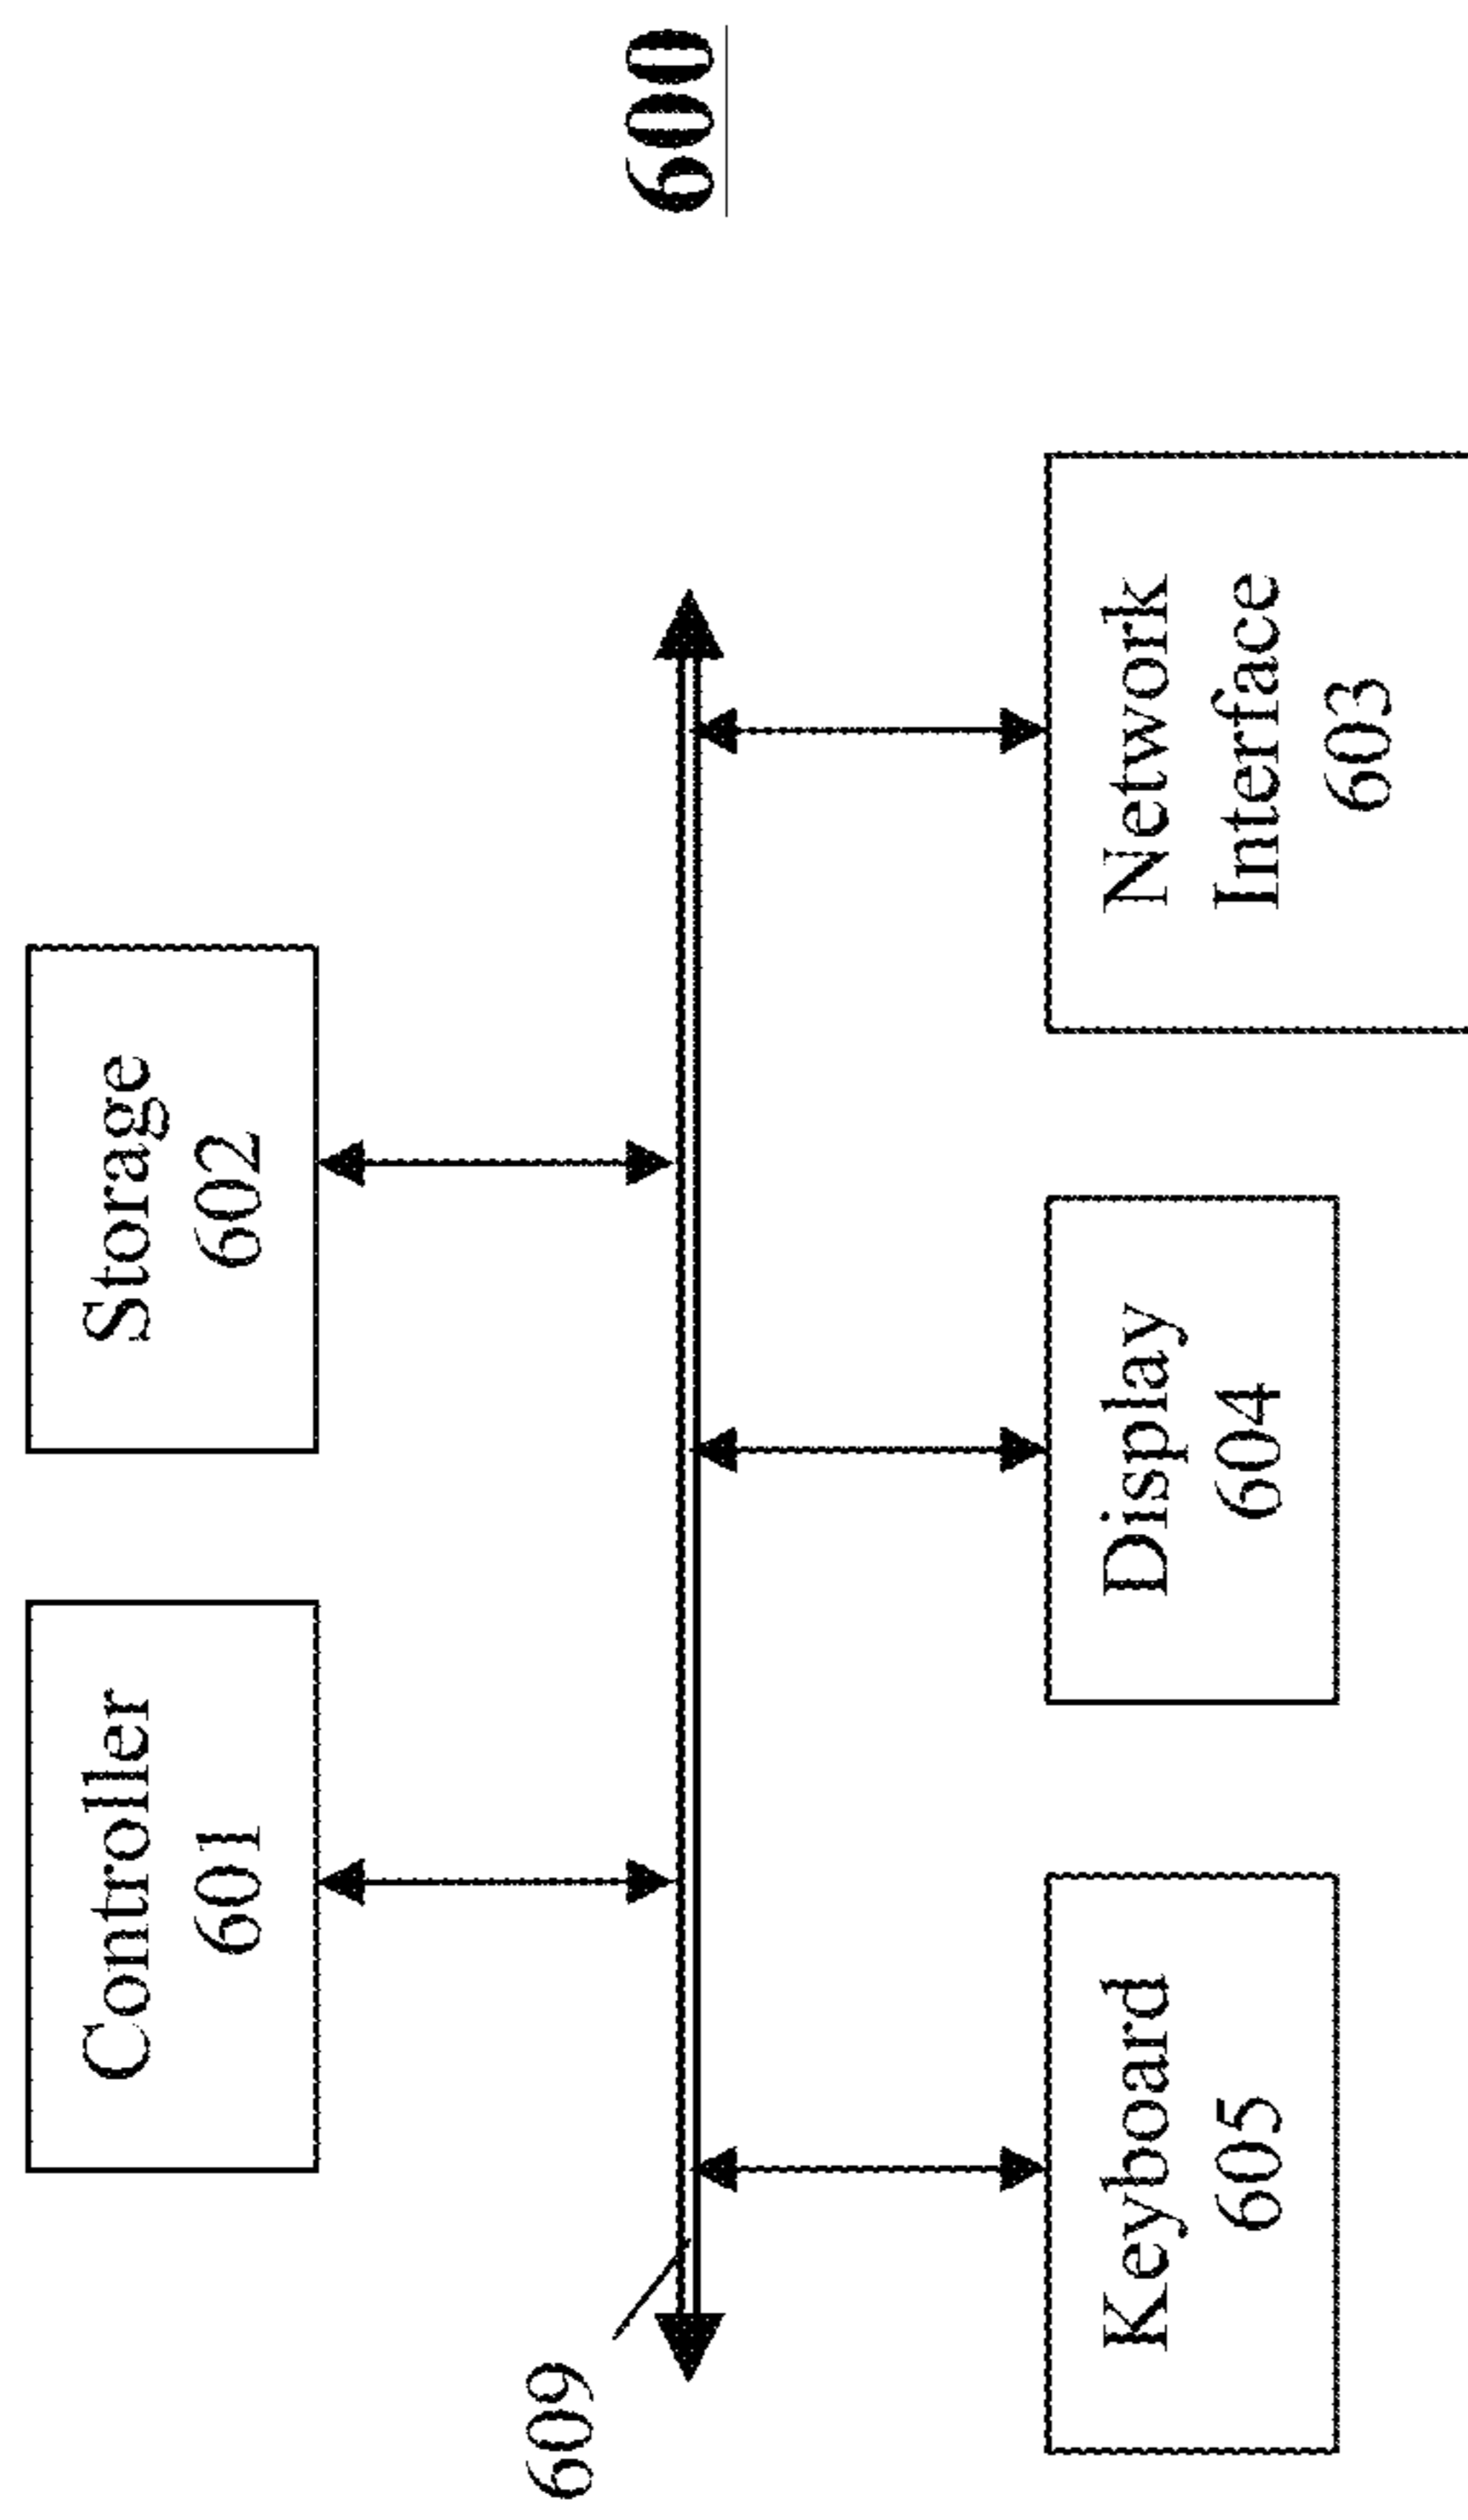 600
Controller
601
Storage
602
609
Keyboard
605
Display
604
Network
Interface
603